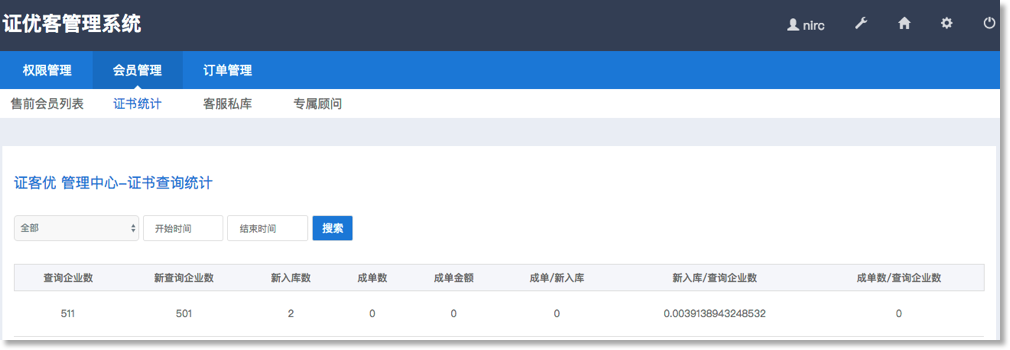 证优客管理系统
nlrc
权限管理 会员管理 订单管理
售前会员列表 证书统计 客服私库 专属顾问
证客优 管理中心-证书查询统计
全部 开始时间 结束时间 搜索
查询企业数 新查询企业数 新入库数 成单数 成单金额 成单/新入库 新入库/查询企业数 成单数/查询企业数
511 501 2 0 0 0 0.0039138943248532 0